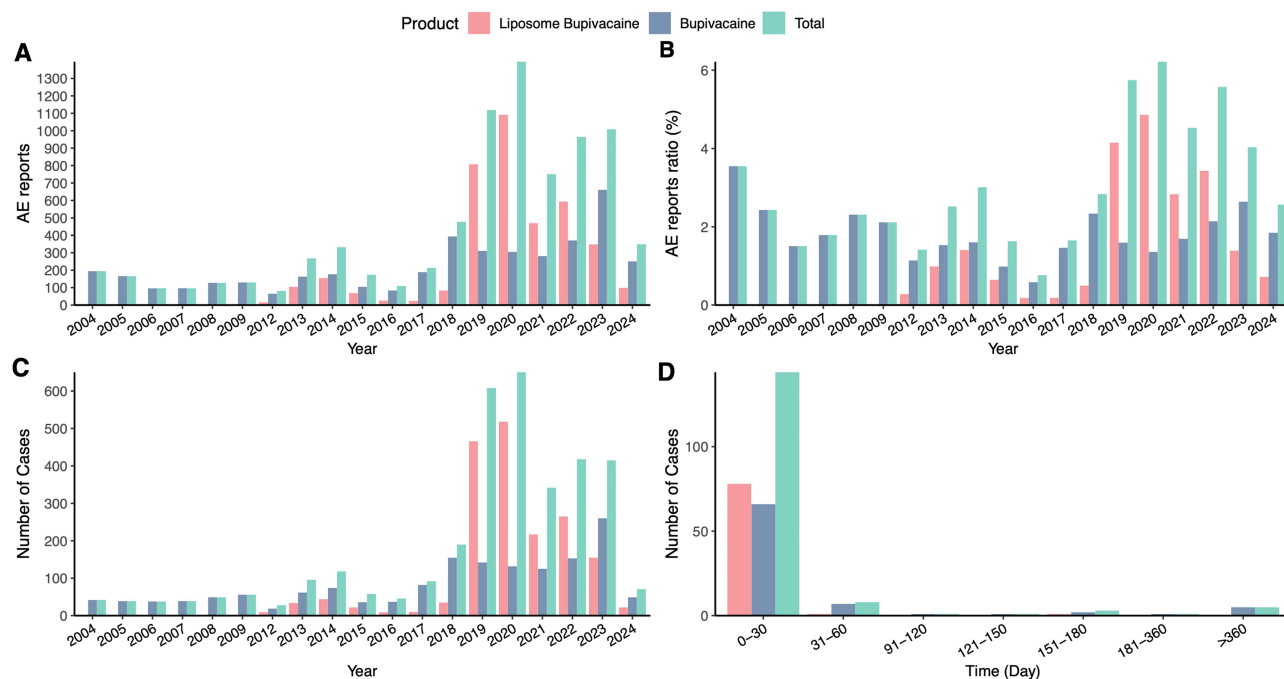 Product Liposome Bupivacaine Bupivacaine Total
A
AE reports
1300
1200
1100
1000
900
800
700
600
500
400
300
200
100
0
2004 2005 2006 2007 2008 2009 2012 2013 2014 2015 2016 2017 2018 2019 2020 2021 2022 2023 2024
Year
B
AE reports ratio (%)
6
4
2
0
2004 2005 2006 2007 2008 2009 2012 2013 2014 2015 2016 2017 2018 2019 2020 2021 2022 2023 2024
Year
C
Number of Cases
600
500
400
300
200
100
0
2004 2005 2006 2007 2008 2009 2012 2013 2014 2015 2016 2017 2018 2019 2020 2021 2022 2023 2024
Year
D
Number of Cases
100
50
0
0–30 31–60 91–120 121–150 151–180 181–360 >360
Time (Day)